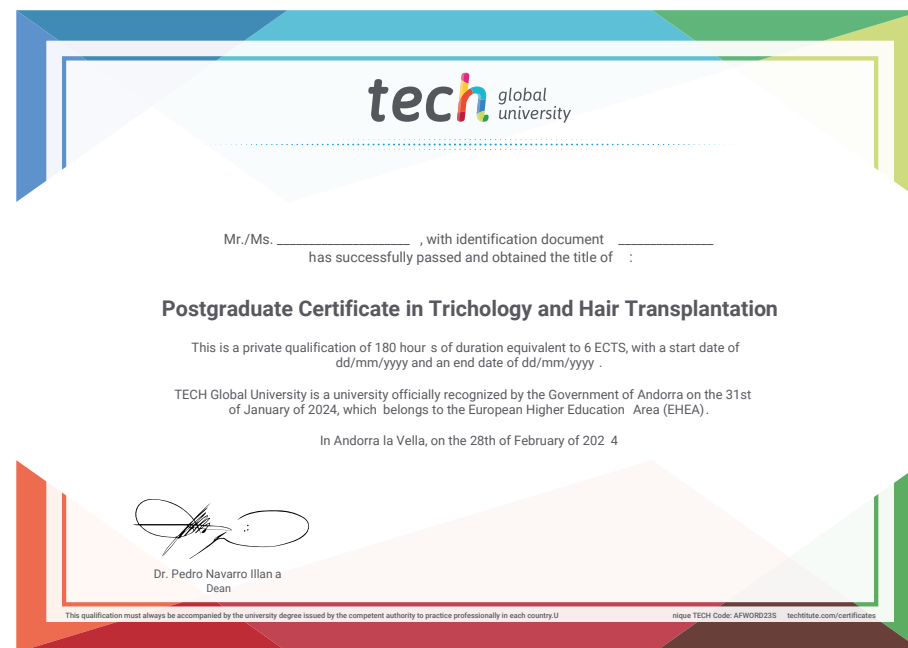 tech global university
Mr./Ms. ____________________ , with identification document ______________
has successfully passed and obtained the title of :
Postgraduate Certificate in Trichology and Hair Transplantation
This is a private qualification of 180 hour s of duration equivalent to 6 ECTS, with a start date of
dd/mm/yyyy and an end date of dd/mm/yyyy .
TECH Global University is a university officially recognized by the Government of Andorra on the 31st
of January of 2024, which belongs to the European Higher Education Area (EHEA).
In Andorra la Vella, on the 28th of February of 202 4
Dr. Pedro Navarro Illan a
Dean
This qualification must always be accompanied by the university degree issued by the competent authority to practice professionally in each country.U nique TECH Code: AFWORD23S techtitute.com/certificates